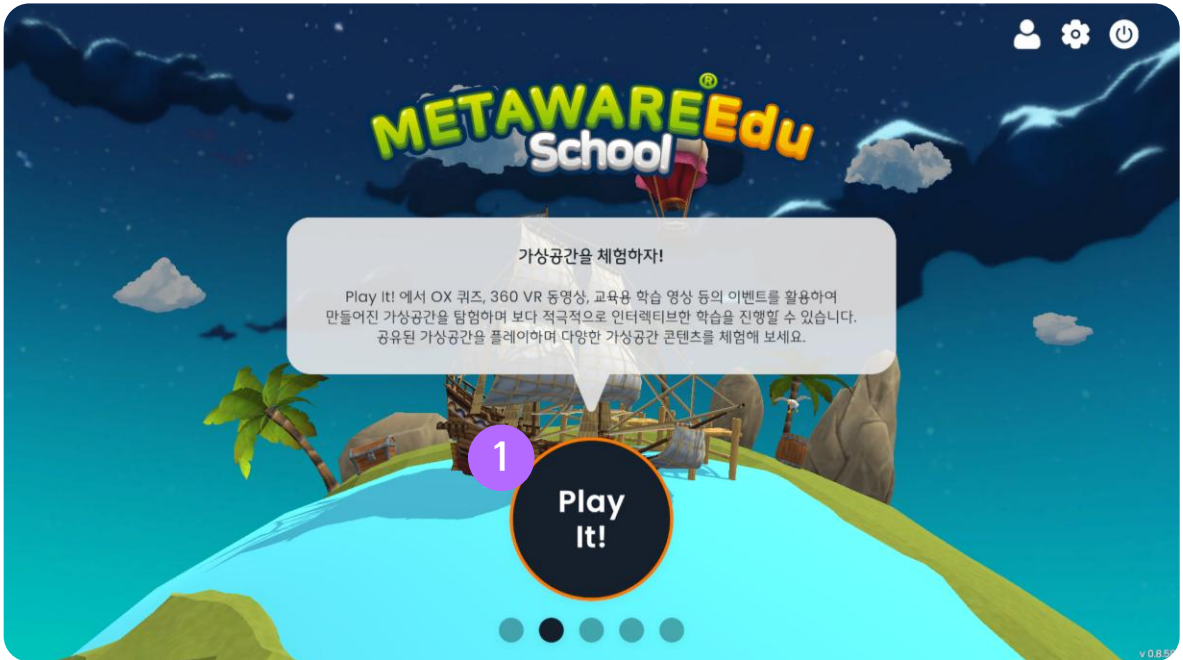 METAWAREEdu®
School
가상공간을 체험하자!
Play It! 에서 OX 퀴즈, 360 VR 동영상, 교육용 학습 영상 등의 이벤트를 활용하여
만들어진 가상공간을 탐험하며 보다 적극적으로 인터렉티브한 학습을 진행할 수 있습니다.
공유된 가상공간을 플레이하며 다양한 가상공간 콘텐츠를 체험해 보세요.
1
Play
It!